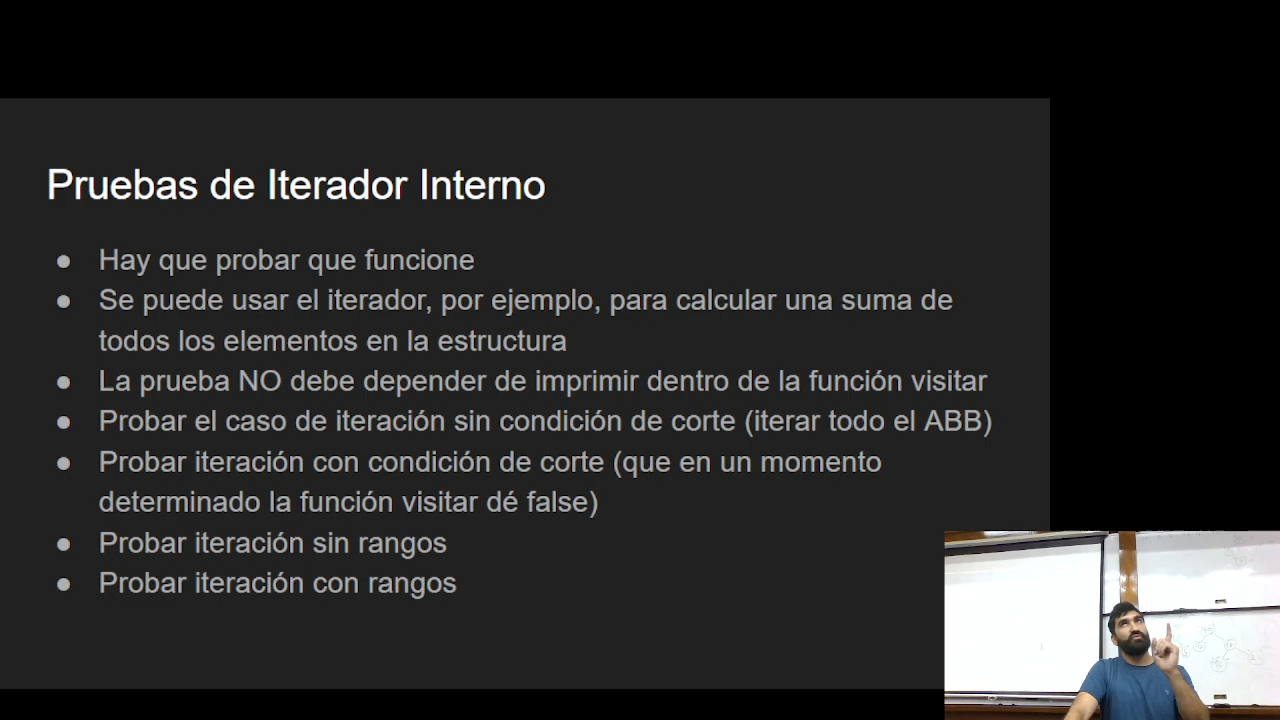 Pruebas de Iterador Interno
● Hay que probar que funcione
● Se puede usar el iterador, por ejemplo, para calcular una suma de
todos los elementos en la estructura
● La prueba NO debe depender de imprimir dentro de la función visitar
● Probar el caso de iteración sin condición de corte (iterar todo el ABB)
● Probar iteración con condición de corte (que en un momento
determinado la función visitar dé false)
● Probar iteración sin rangos
● Probar iteración con rangos